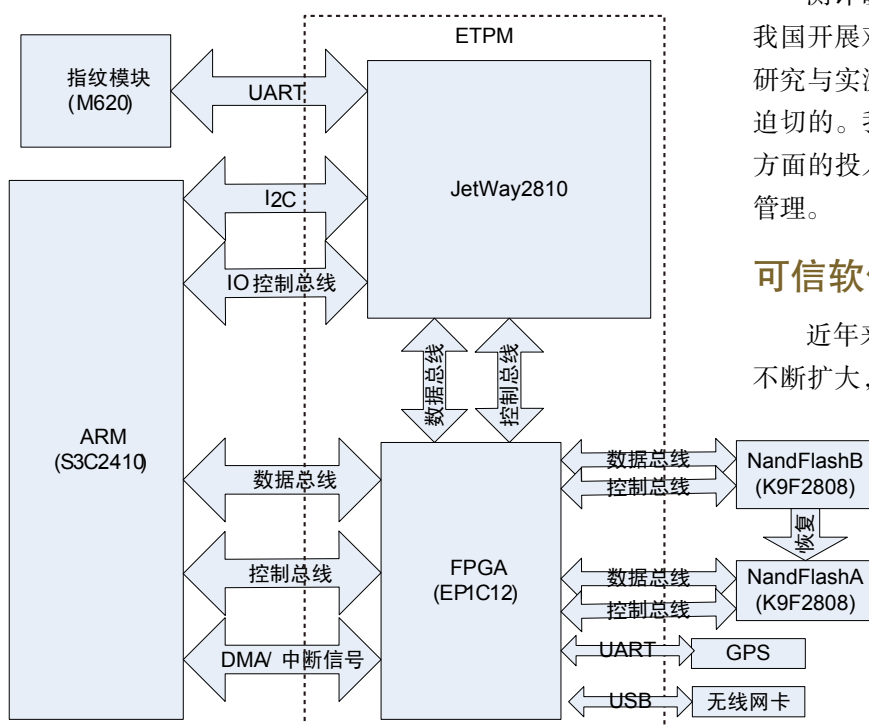 ETPM
指纹模块
(M620)
UART
JetWay2810
I2C
IO控制总线
数据总线
控制总线
ARM
(S3C2410)
数据总线
控制总线
DMA/ 中断信号
FPGA
(EP1C12)
数据总线
控制总线
NandFlashB
(K9F2808)
恢复
数据总线
控制总线
NandFlashA
(K9F2808)
UART
GPS
USB
无线网卡
我国开展
研究与实
迫切的。
方面的投
管理。
可信软
近年来
不断扩大，